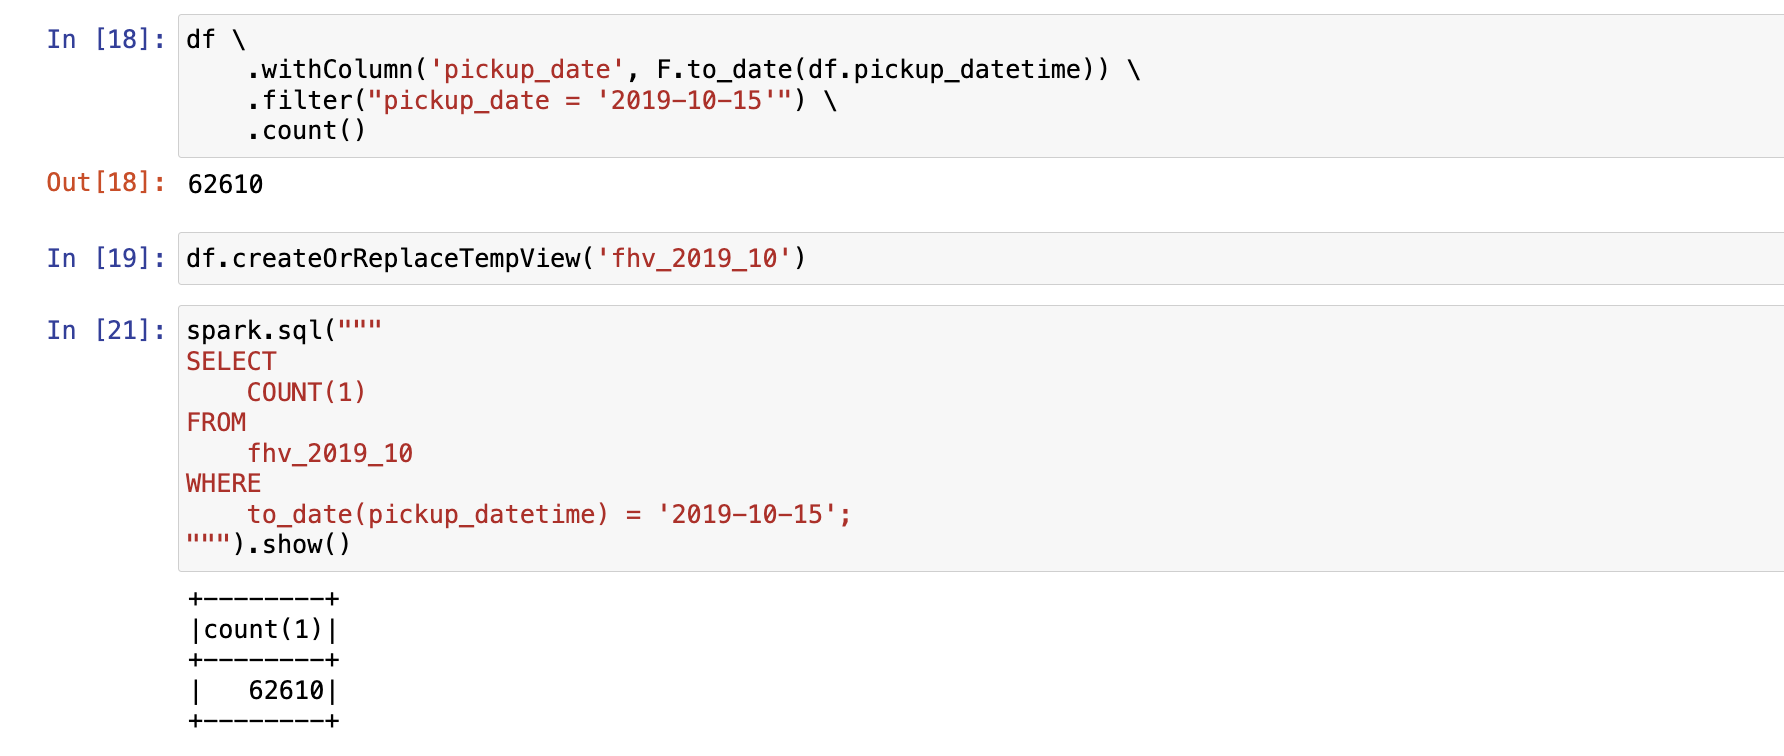 In [18]: df \
    .withColumn('pickup_date', F.to_date(df.pickup_datetime)) \
    .filter("pickup_date = '2019-10-15'") \
    .count()
Out[18]: 62610
In [19]: df.createOrReplaceTempView('fhv_2019_10')
In [21]: spark.sql("""
SELECT
    COUNT(1)
FROM
    fhv_2019_10
WHERE
    to_date(pickup_datetime) = '2019-10-15';
""").show()
+--------+
|count(1)|
+--------+
|   62610|
+--------+